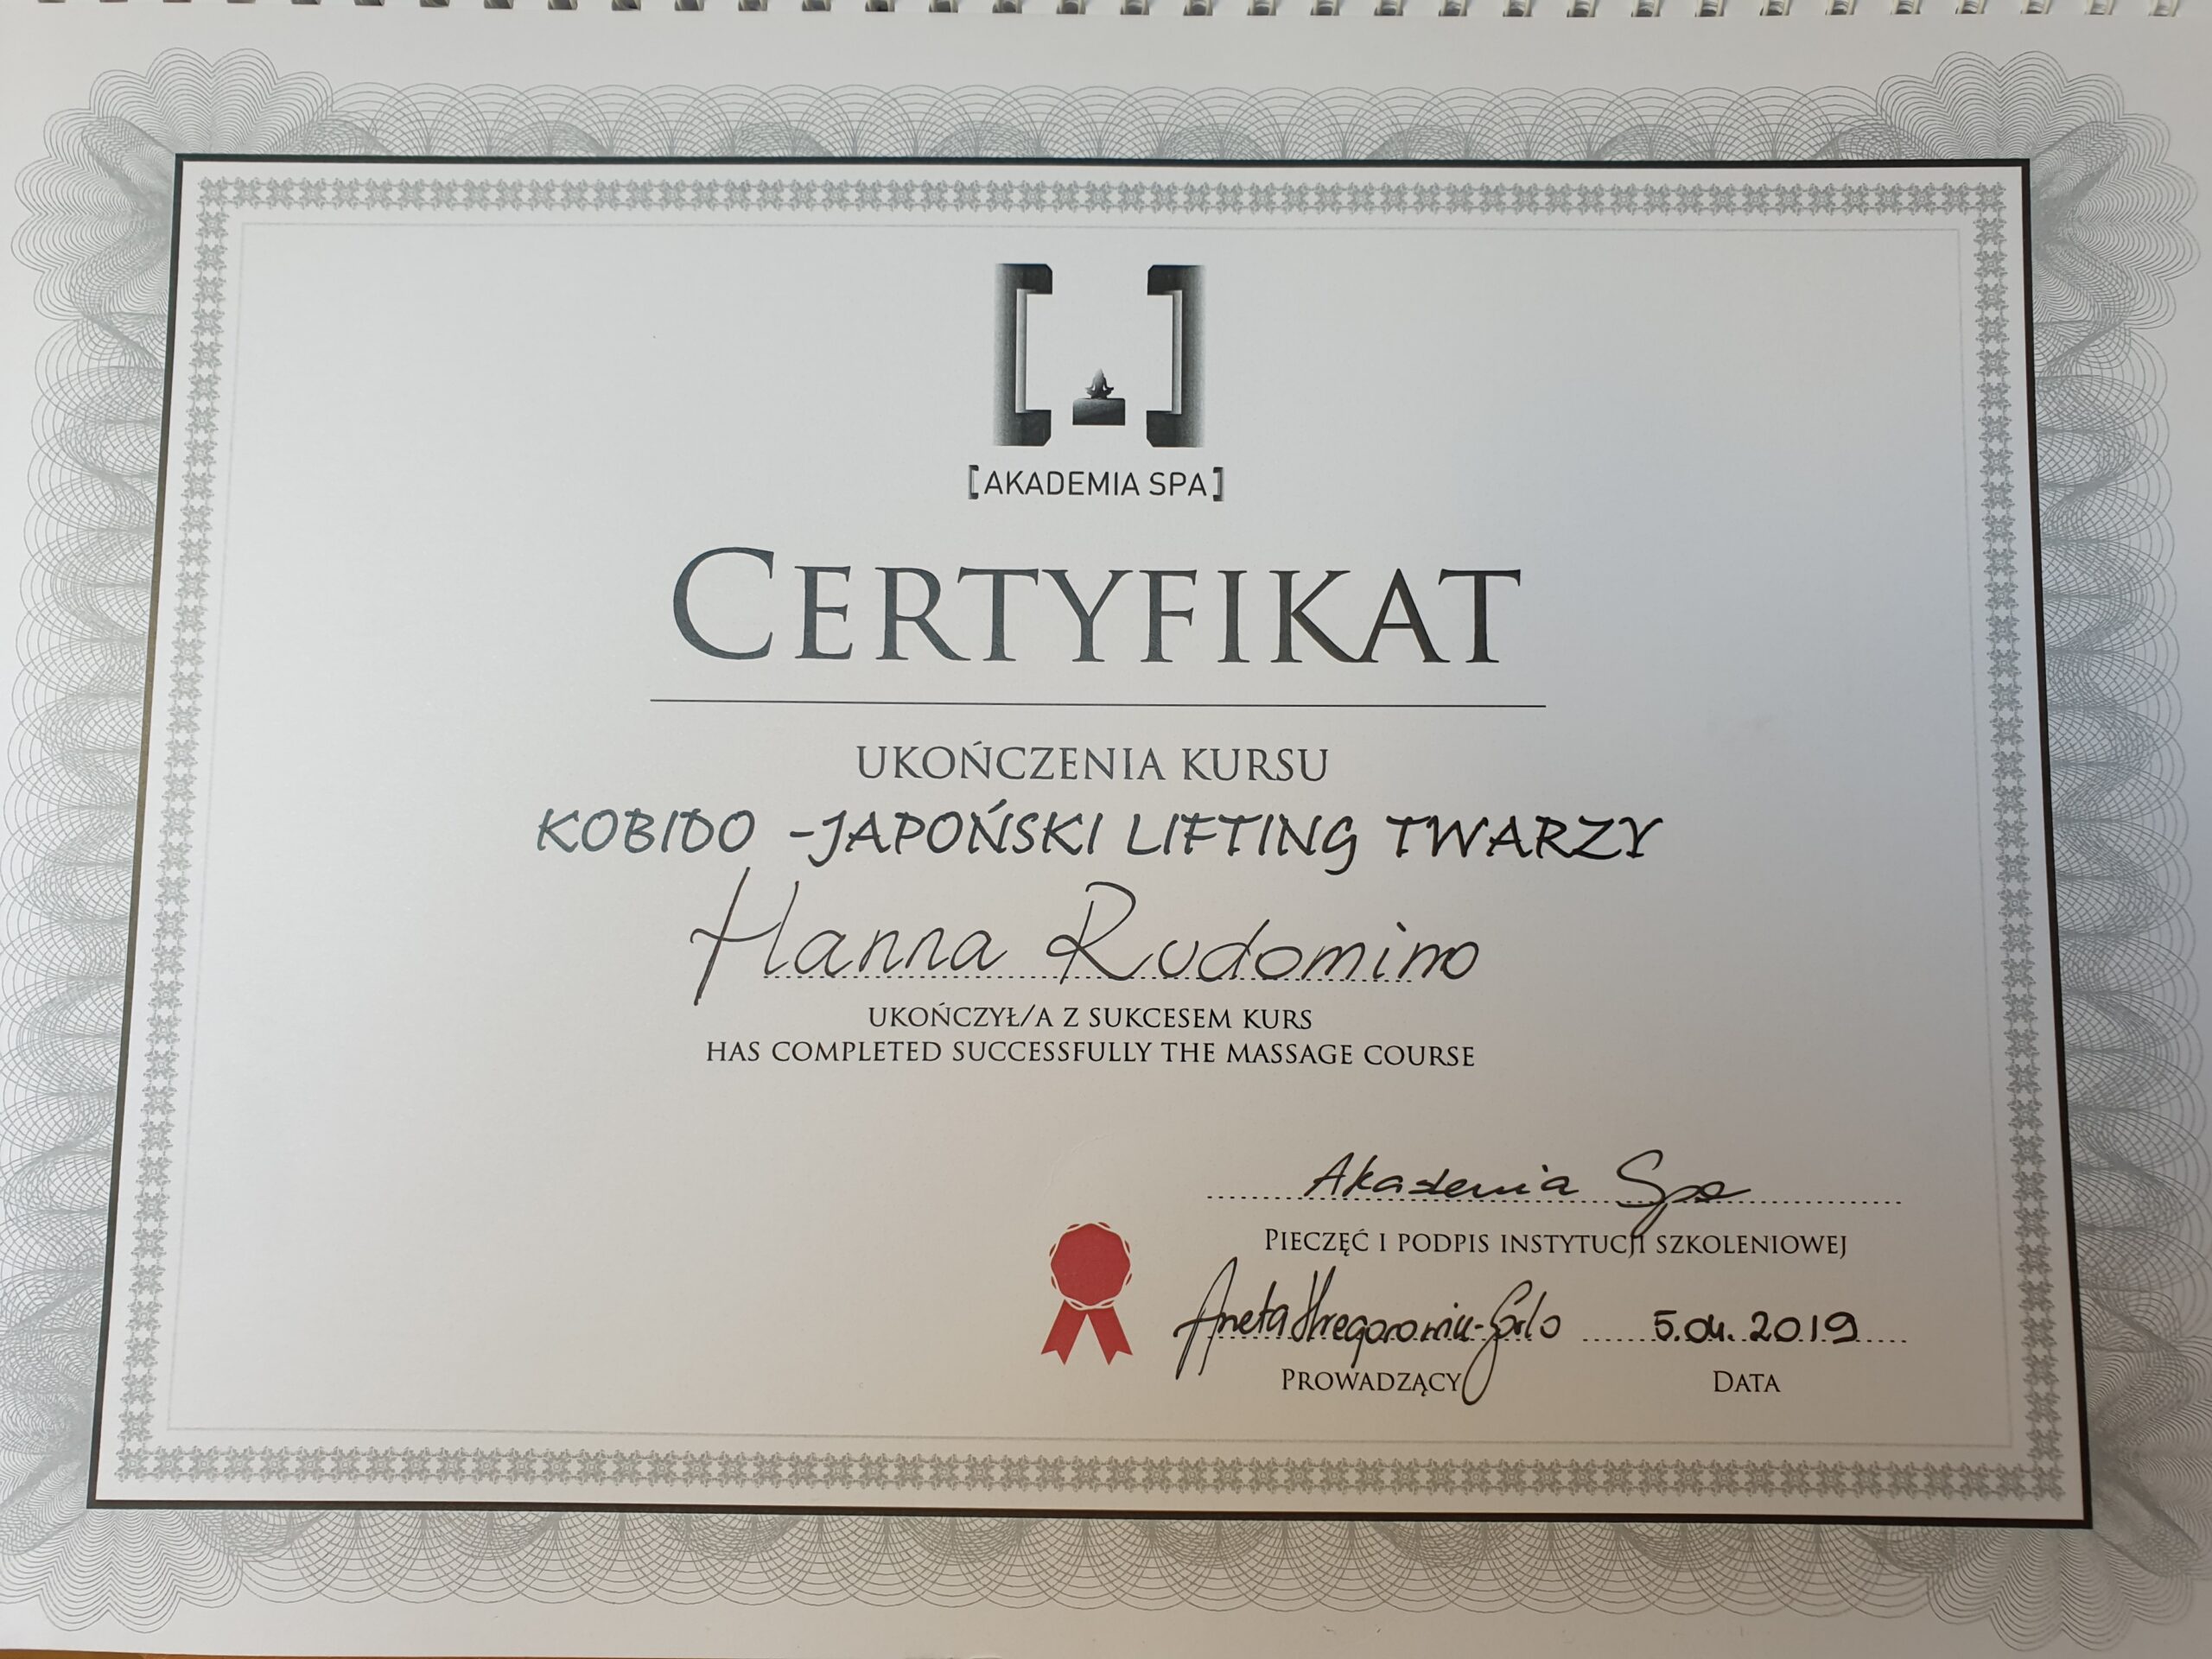 [AKADEMIA SPA]
CERTYFIKAT
UKOŃCZENIA KURSU
KOBIDO -JAPOŃSKI LIFTING TWARZY
Hanna Rudomino
UKOŃCZYŁ/A Z SUKCESEM KURS
HAS COMPLETED SUCCESSFULLY THE MASSAGE COURSE
Akademia Spa
PIECZĘĆ I PODPIS INSTYTUCJI SZKOLENIOWEJ
Aneta 5.04.2019
PROWADZĄCY DATA